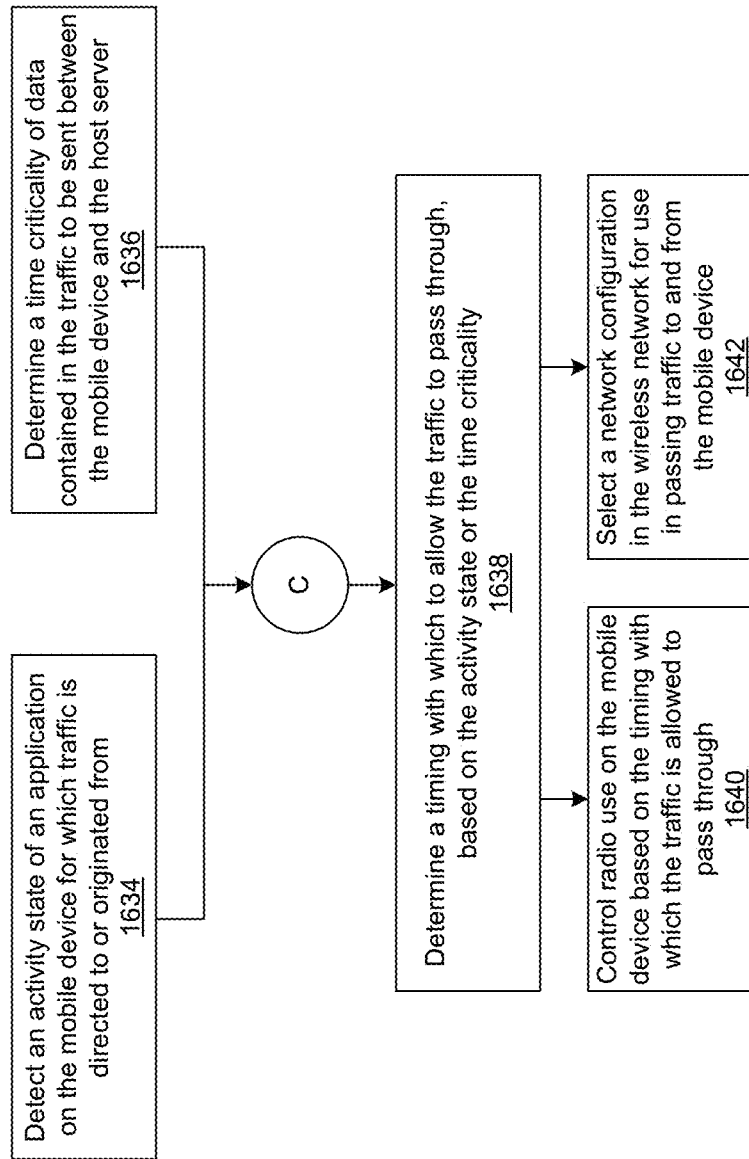 Detect an activity state of an application
on the mobile device for which traffic is
directed to or originated from
1634
Determine a time criticality of data
contained in the traffic to be sent between
the mobile device and the host server
1636
C
Determine a timing with which to allow the traffic to pass through,
based on the activity state or the time criticality
1638
Control radio use on the mobile
device based on the timing with
which the traffic is allowed to
pass through
1640
Select a network configuration
in the wireless network for use
in passing traffic to and from
the mobile device
1642